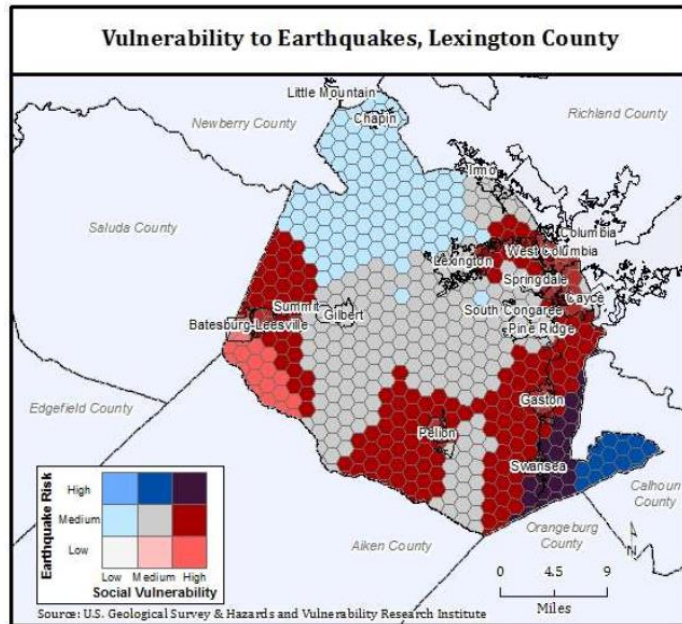 Vulnerability to Earthquakes, Lexington County
Little Mountain
Chapin
Newberry County
Richland County
Irmo
Saluda County
Columbia
Lexington
West Columbia
Springdale
Cayce
Summit
Gilbert
South Congaree
Batesburg-Leesville
Pine Ridge
Edgefield County
Gaston
Pelion
Swansea
Calhoun
County
Orangeburg
County
Aiken County
N
Earthquake Risk
High
Medium
Low
Low Medium High
Social Vulnerability
0 4.5 9
Miles
Source: U.S. Geological Survey & Hazards and Vulnerability Research Institute